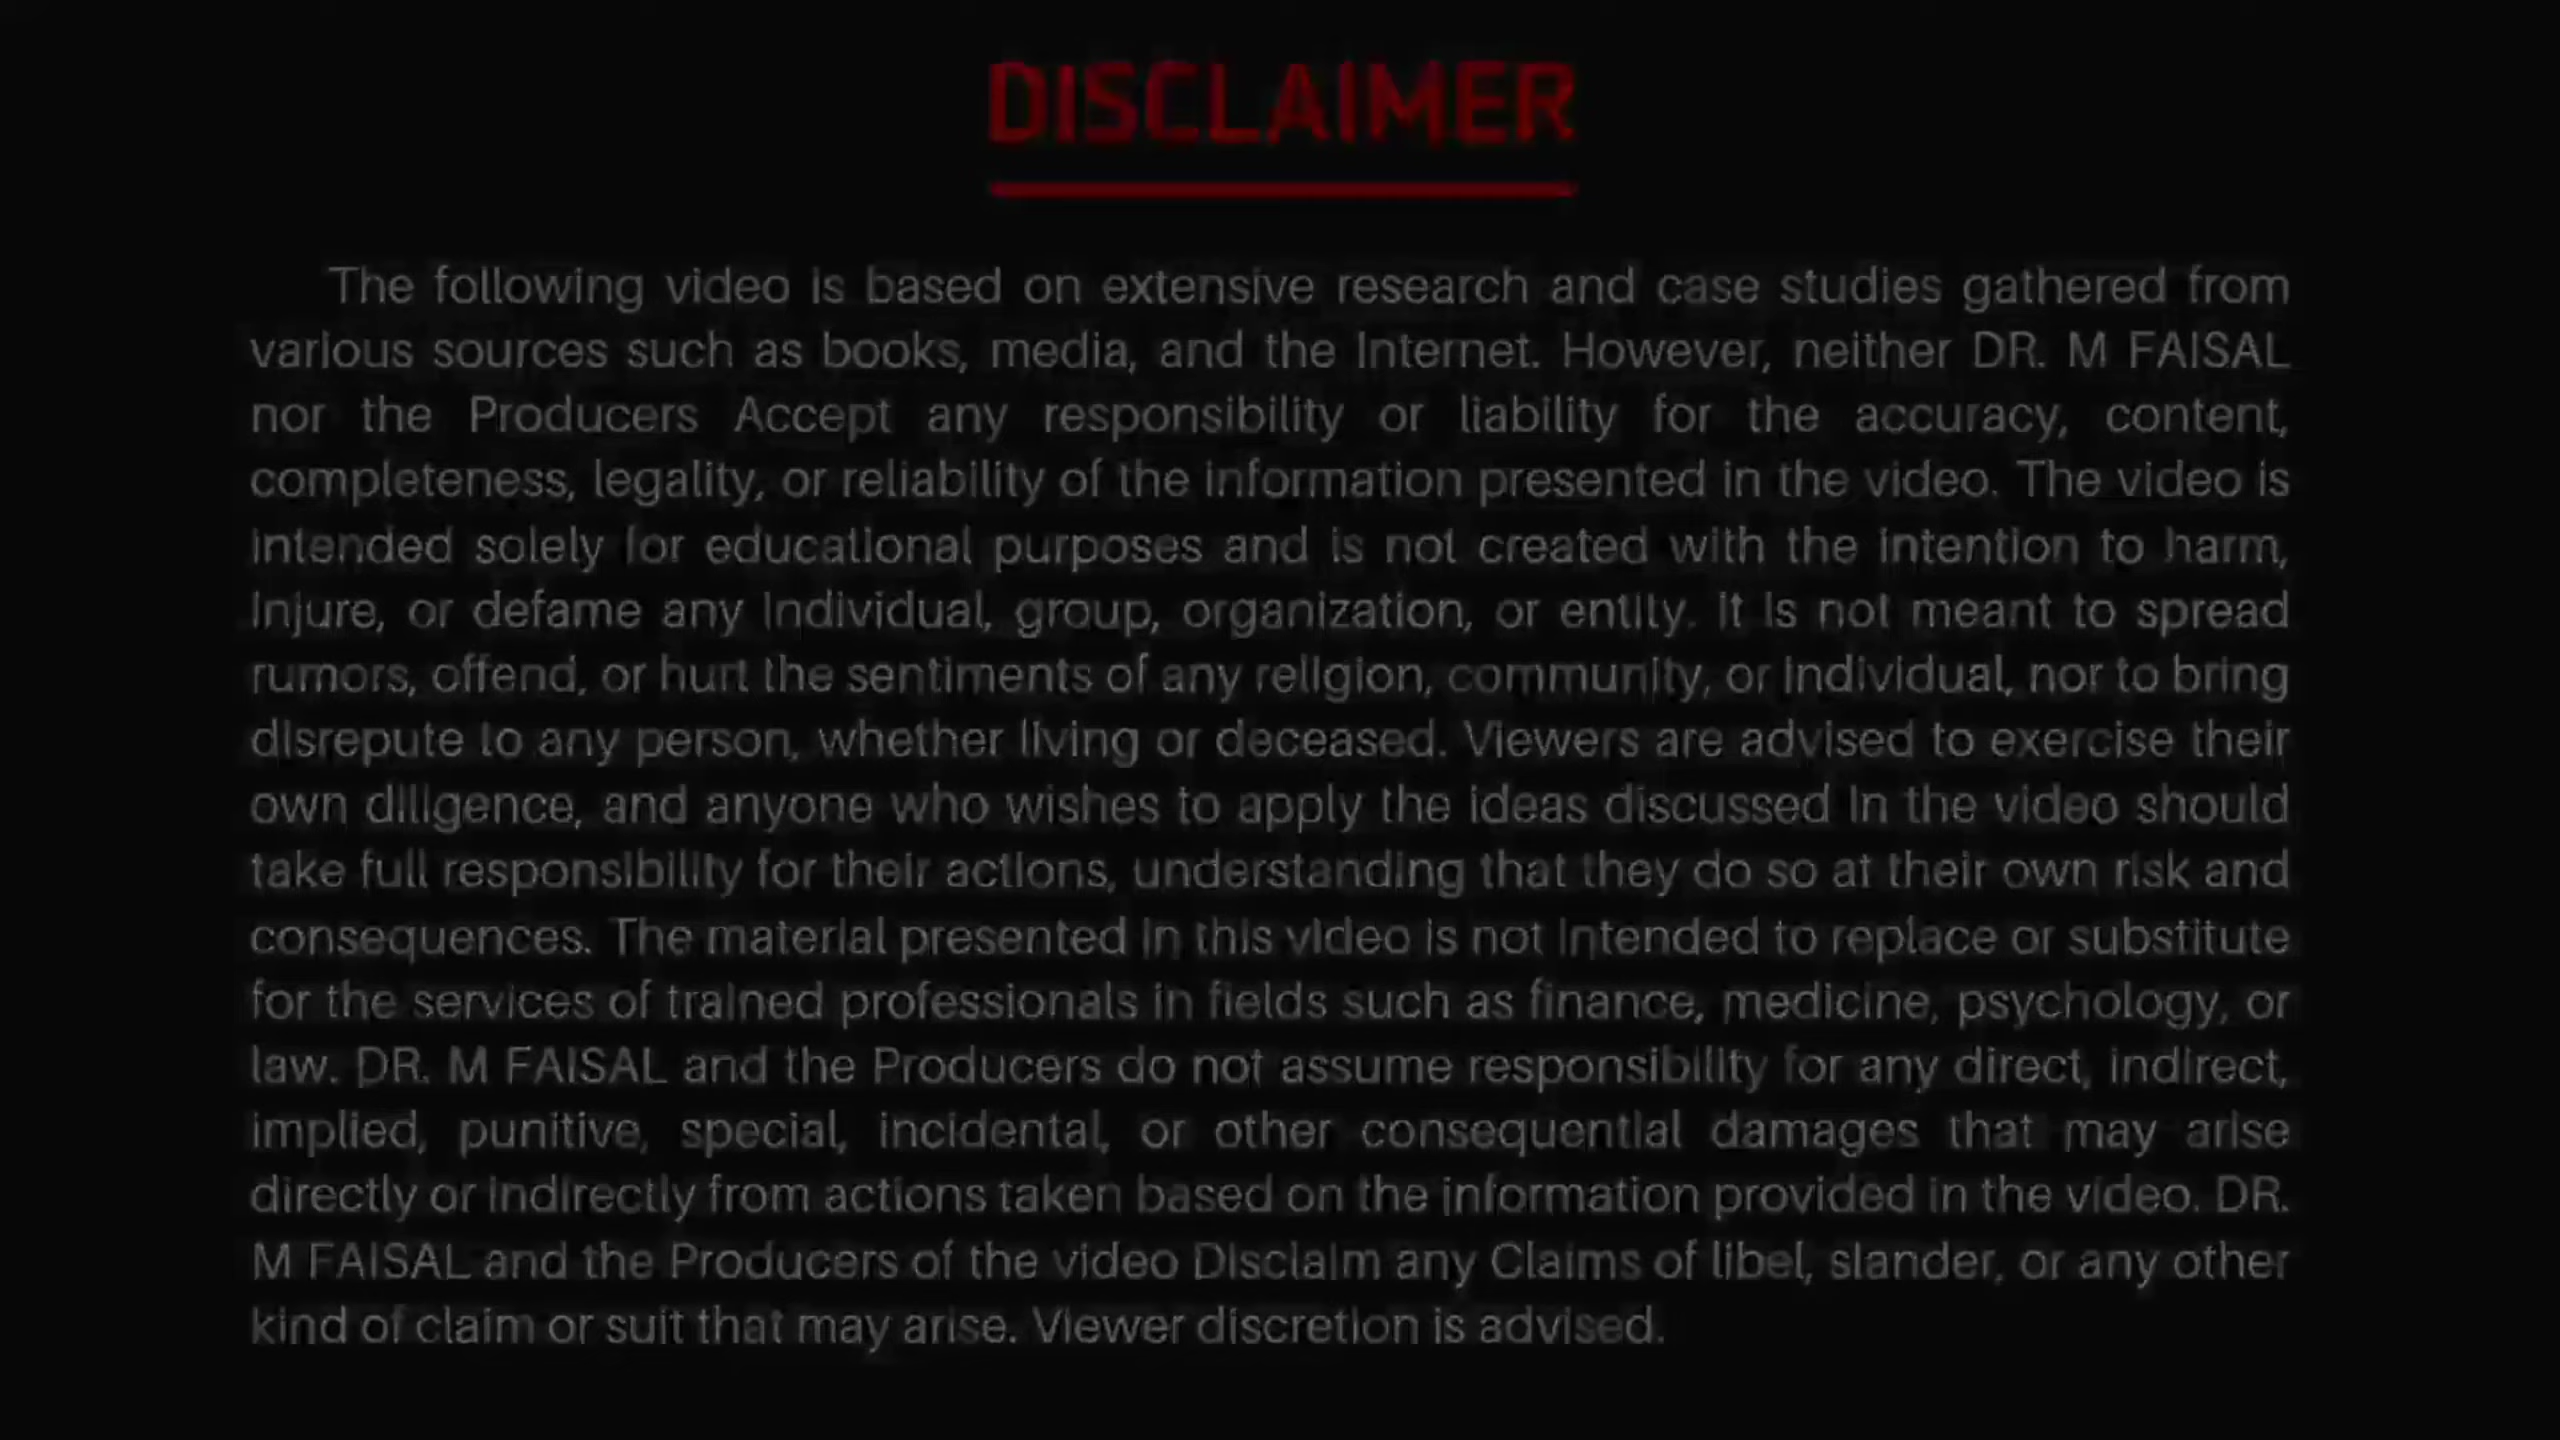 DISCLAIMER
The following video is based on extensive research and case studies gathered from
various sources such as books, media, and the Internet. However, neither DR. M FAISAL
nor the Producers Accept any responsibility or liability for the accuracy, content,
completeness, legality, or reliability of the information presented in the video. The video is
intended solely for educational purposes and is not created with the intention to harm,
injure, or defame any individual, group, organization, or entity. it is not meant to spread
rumors, offend, or hurt the sentiments of any religion, community, or individual, nor to bring
disrepute to any person, whether living or deceased. Viewers are advised to exercise their
own diligence, and anyone who wishes to apply the ideas discussed in the video should
take full responsibility for their actions, understanding that they do so at their own risk and
consequences. The material presented in this video is not intended to replace or substitute
for the services of trained professionals in fields such as finance, medicine, psychology, or
law. DR. M FAISAL and the Producers do not assume responsibility for any direct, indirect,
implied, punitive, special, incidental, or other consequential damages that may arise
directly or indirectly from actions taken based on the information provided in the video. DR.
M FAISAL and the Producers of the video Disclaim any Claims of libel, slander, or any other
kind of claim or suit that may arise. Viewer discretion is advised.